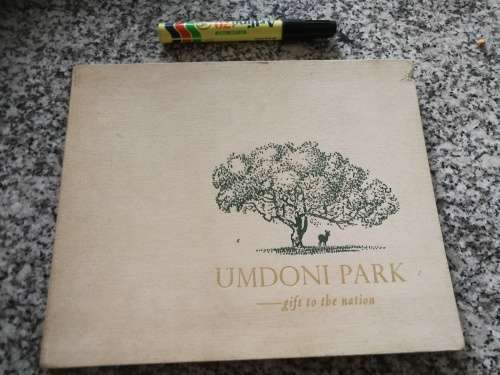 UMDONI PARK
gift to the nation